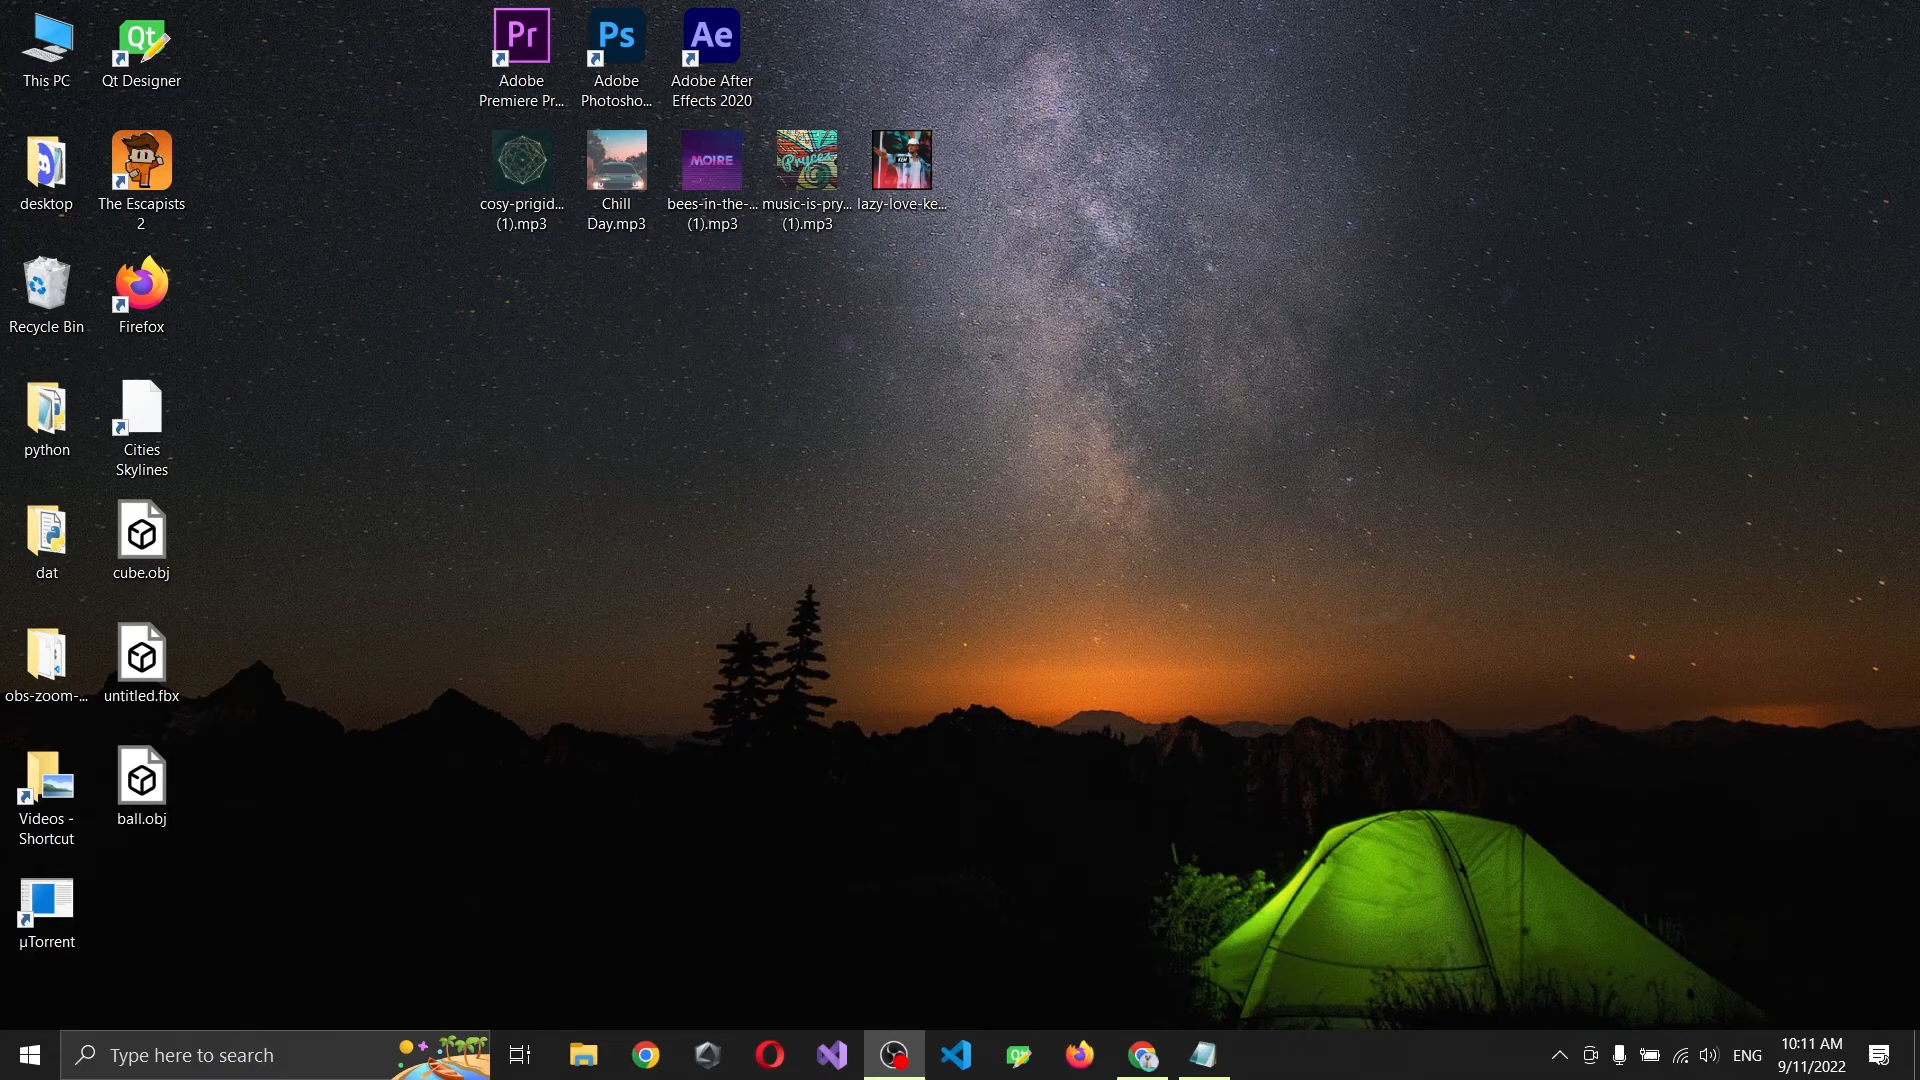 This PC
Qt
Qt Designer
Pr
Adobe
Premiere Pr...
Ps
Adobe
Photosho...
Ae
Adobe After
Effects 2020
desktop
The Escapists
2
cosy-prigid...
(1).mp3
Chill
Day.mp3
MOIRE
bees-in-the-...
(1).mp3
Pryces
music-is-pry...
(1).mp3
lazy-love-ke...
Recycle Bin
Firefox
python
Cities
Skylines
dat
cube.obj
obs-zoom-...
untitled.fbx
Videos -
Shortcut
ball.obj
µTorrent
Type here to search
Qt
ENG
10:11 AM
9/11/2022